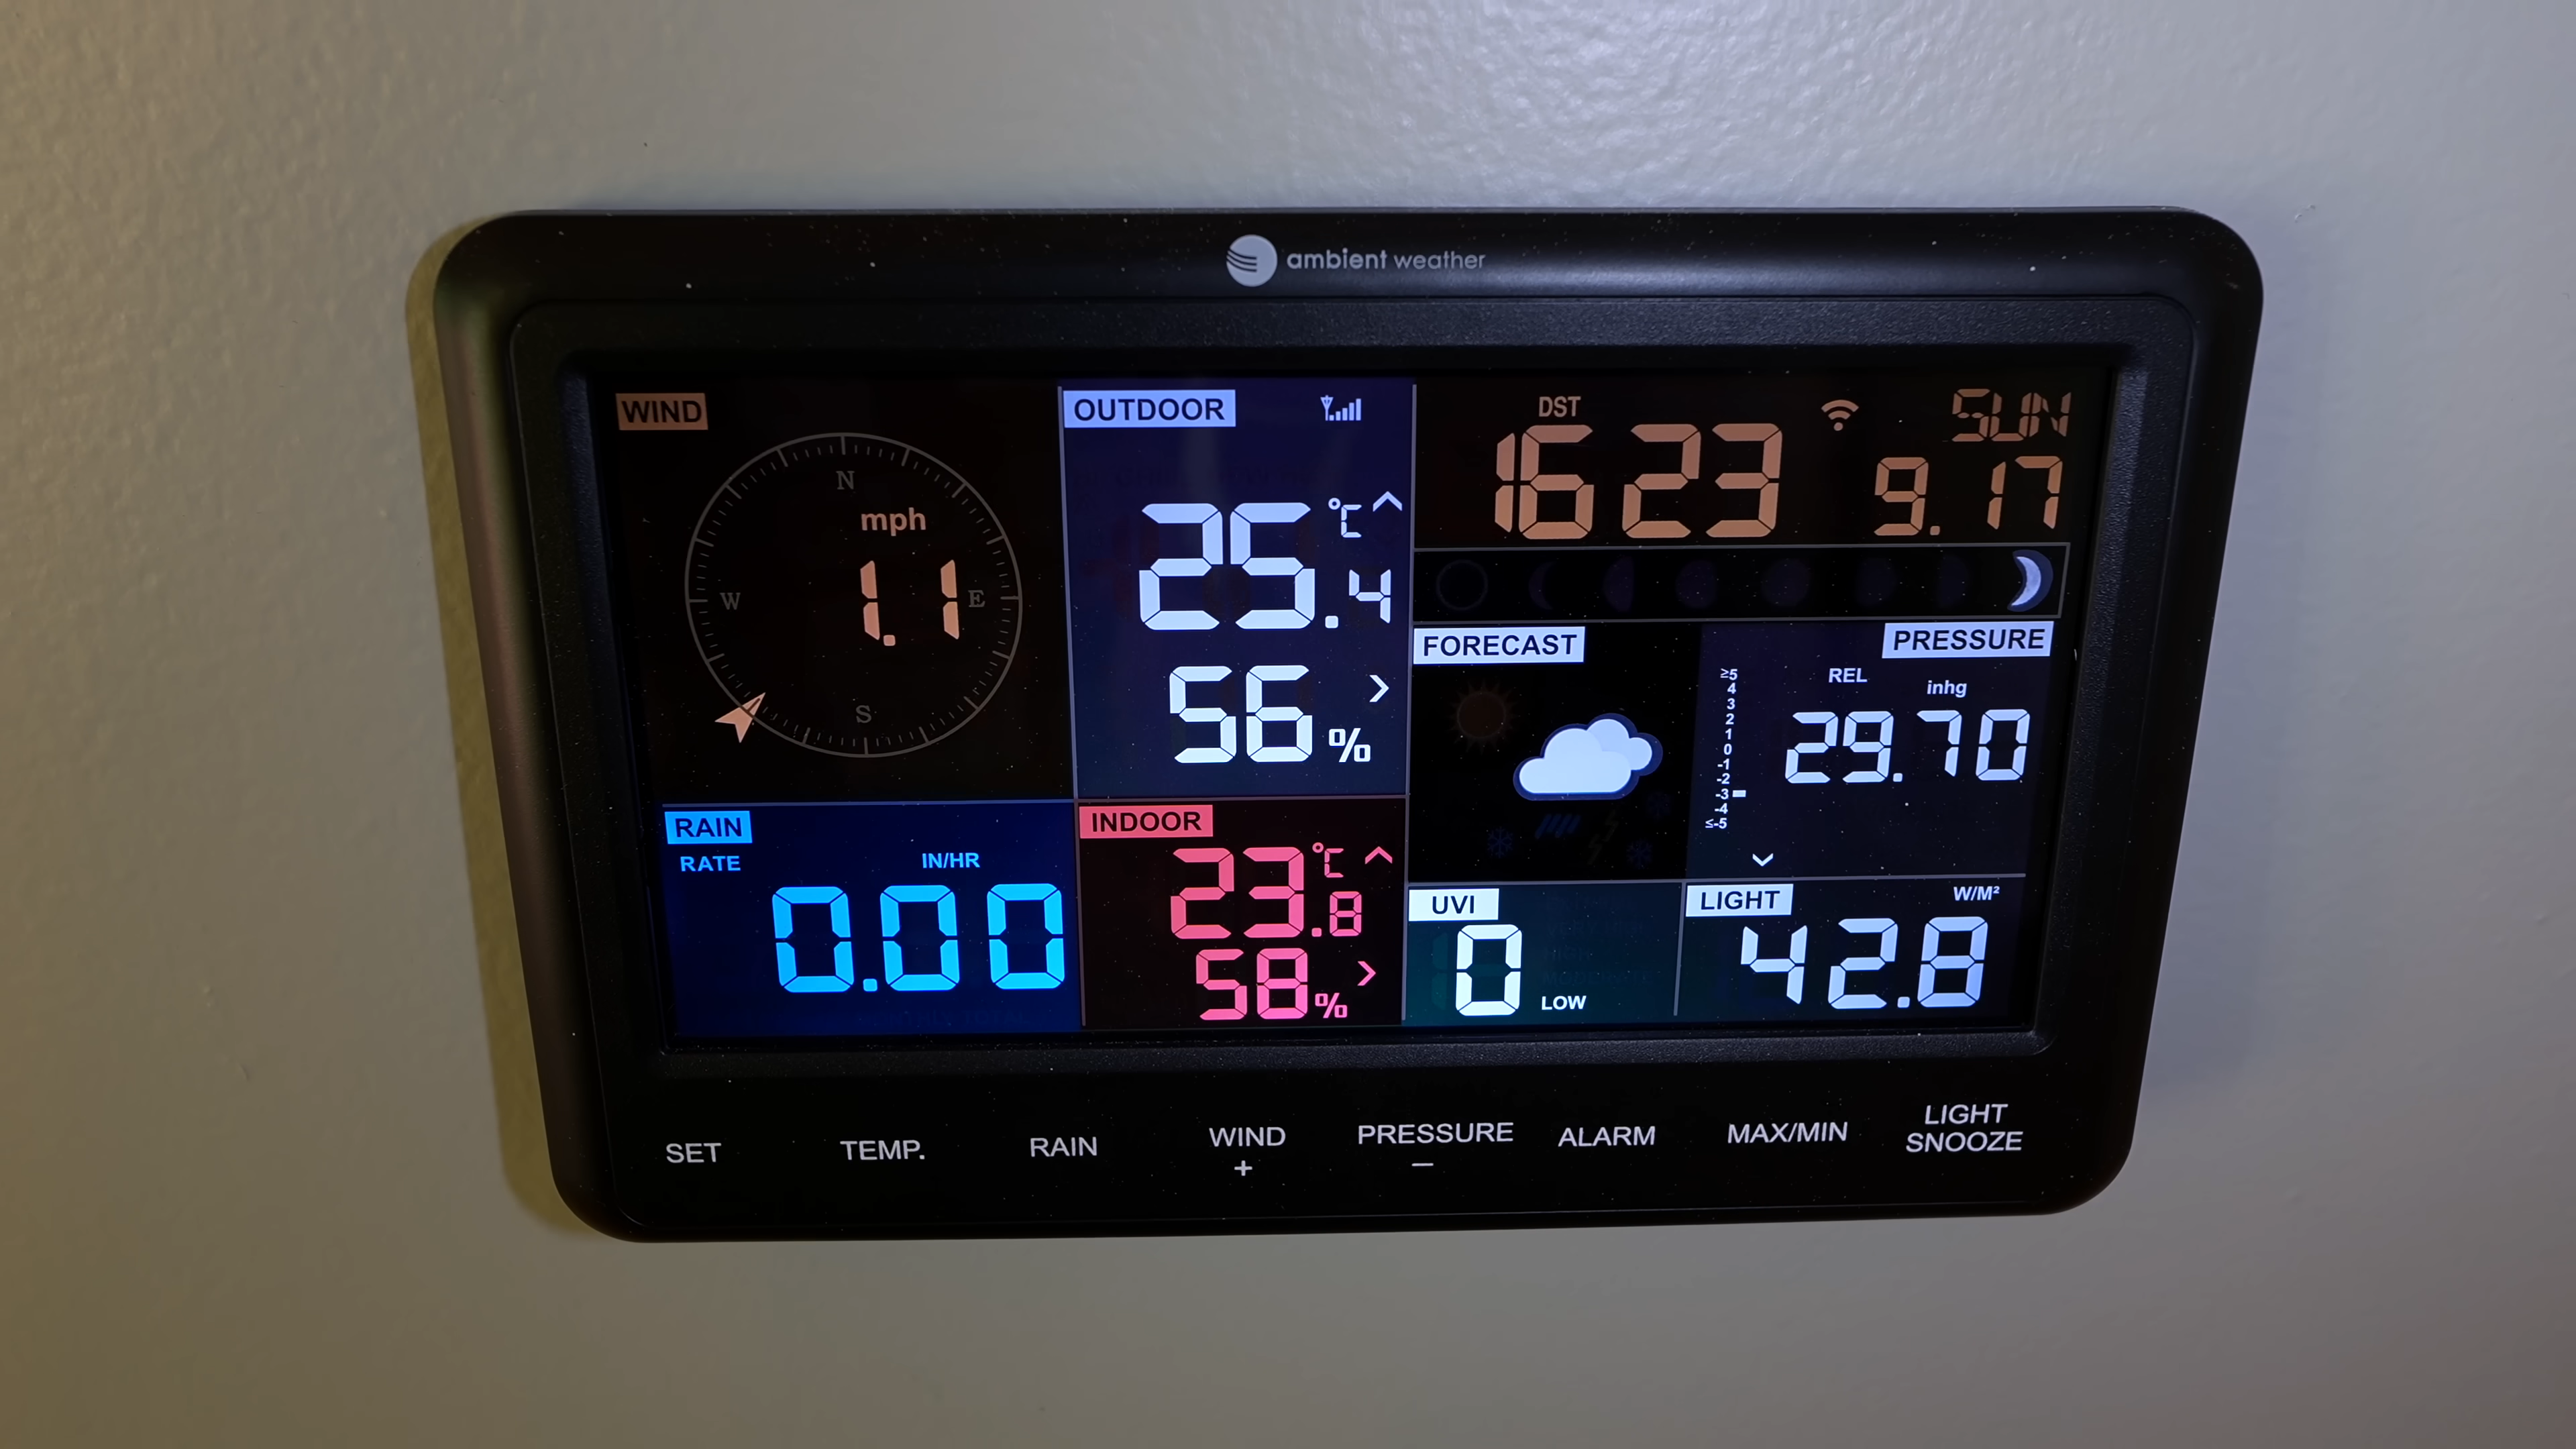 ambient weather
WIND
N
mph
W
1.1
E
S
OUTDOOR
25.4 °C
56 %
DST
SUN
16 23
9. 17
FORECAST
PRESSURE
REL
inhg
29.70
≥5
4
3
2
1
0
-1
-2
-3
-4
≤-5
RAIN
RATE
IN/HR
0.00
INDOOR
23.8 °C
58 %
UVI
0
LOW
LIGHT
W/M²
42.8
SET
TEMP.
RAIN
WIND
+
PRESSURE
−
ALARM
MAX/MIN
LIGHT
SNOOZE